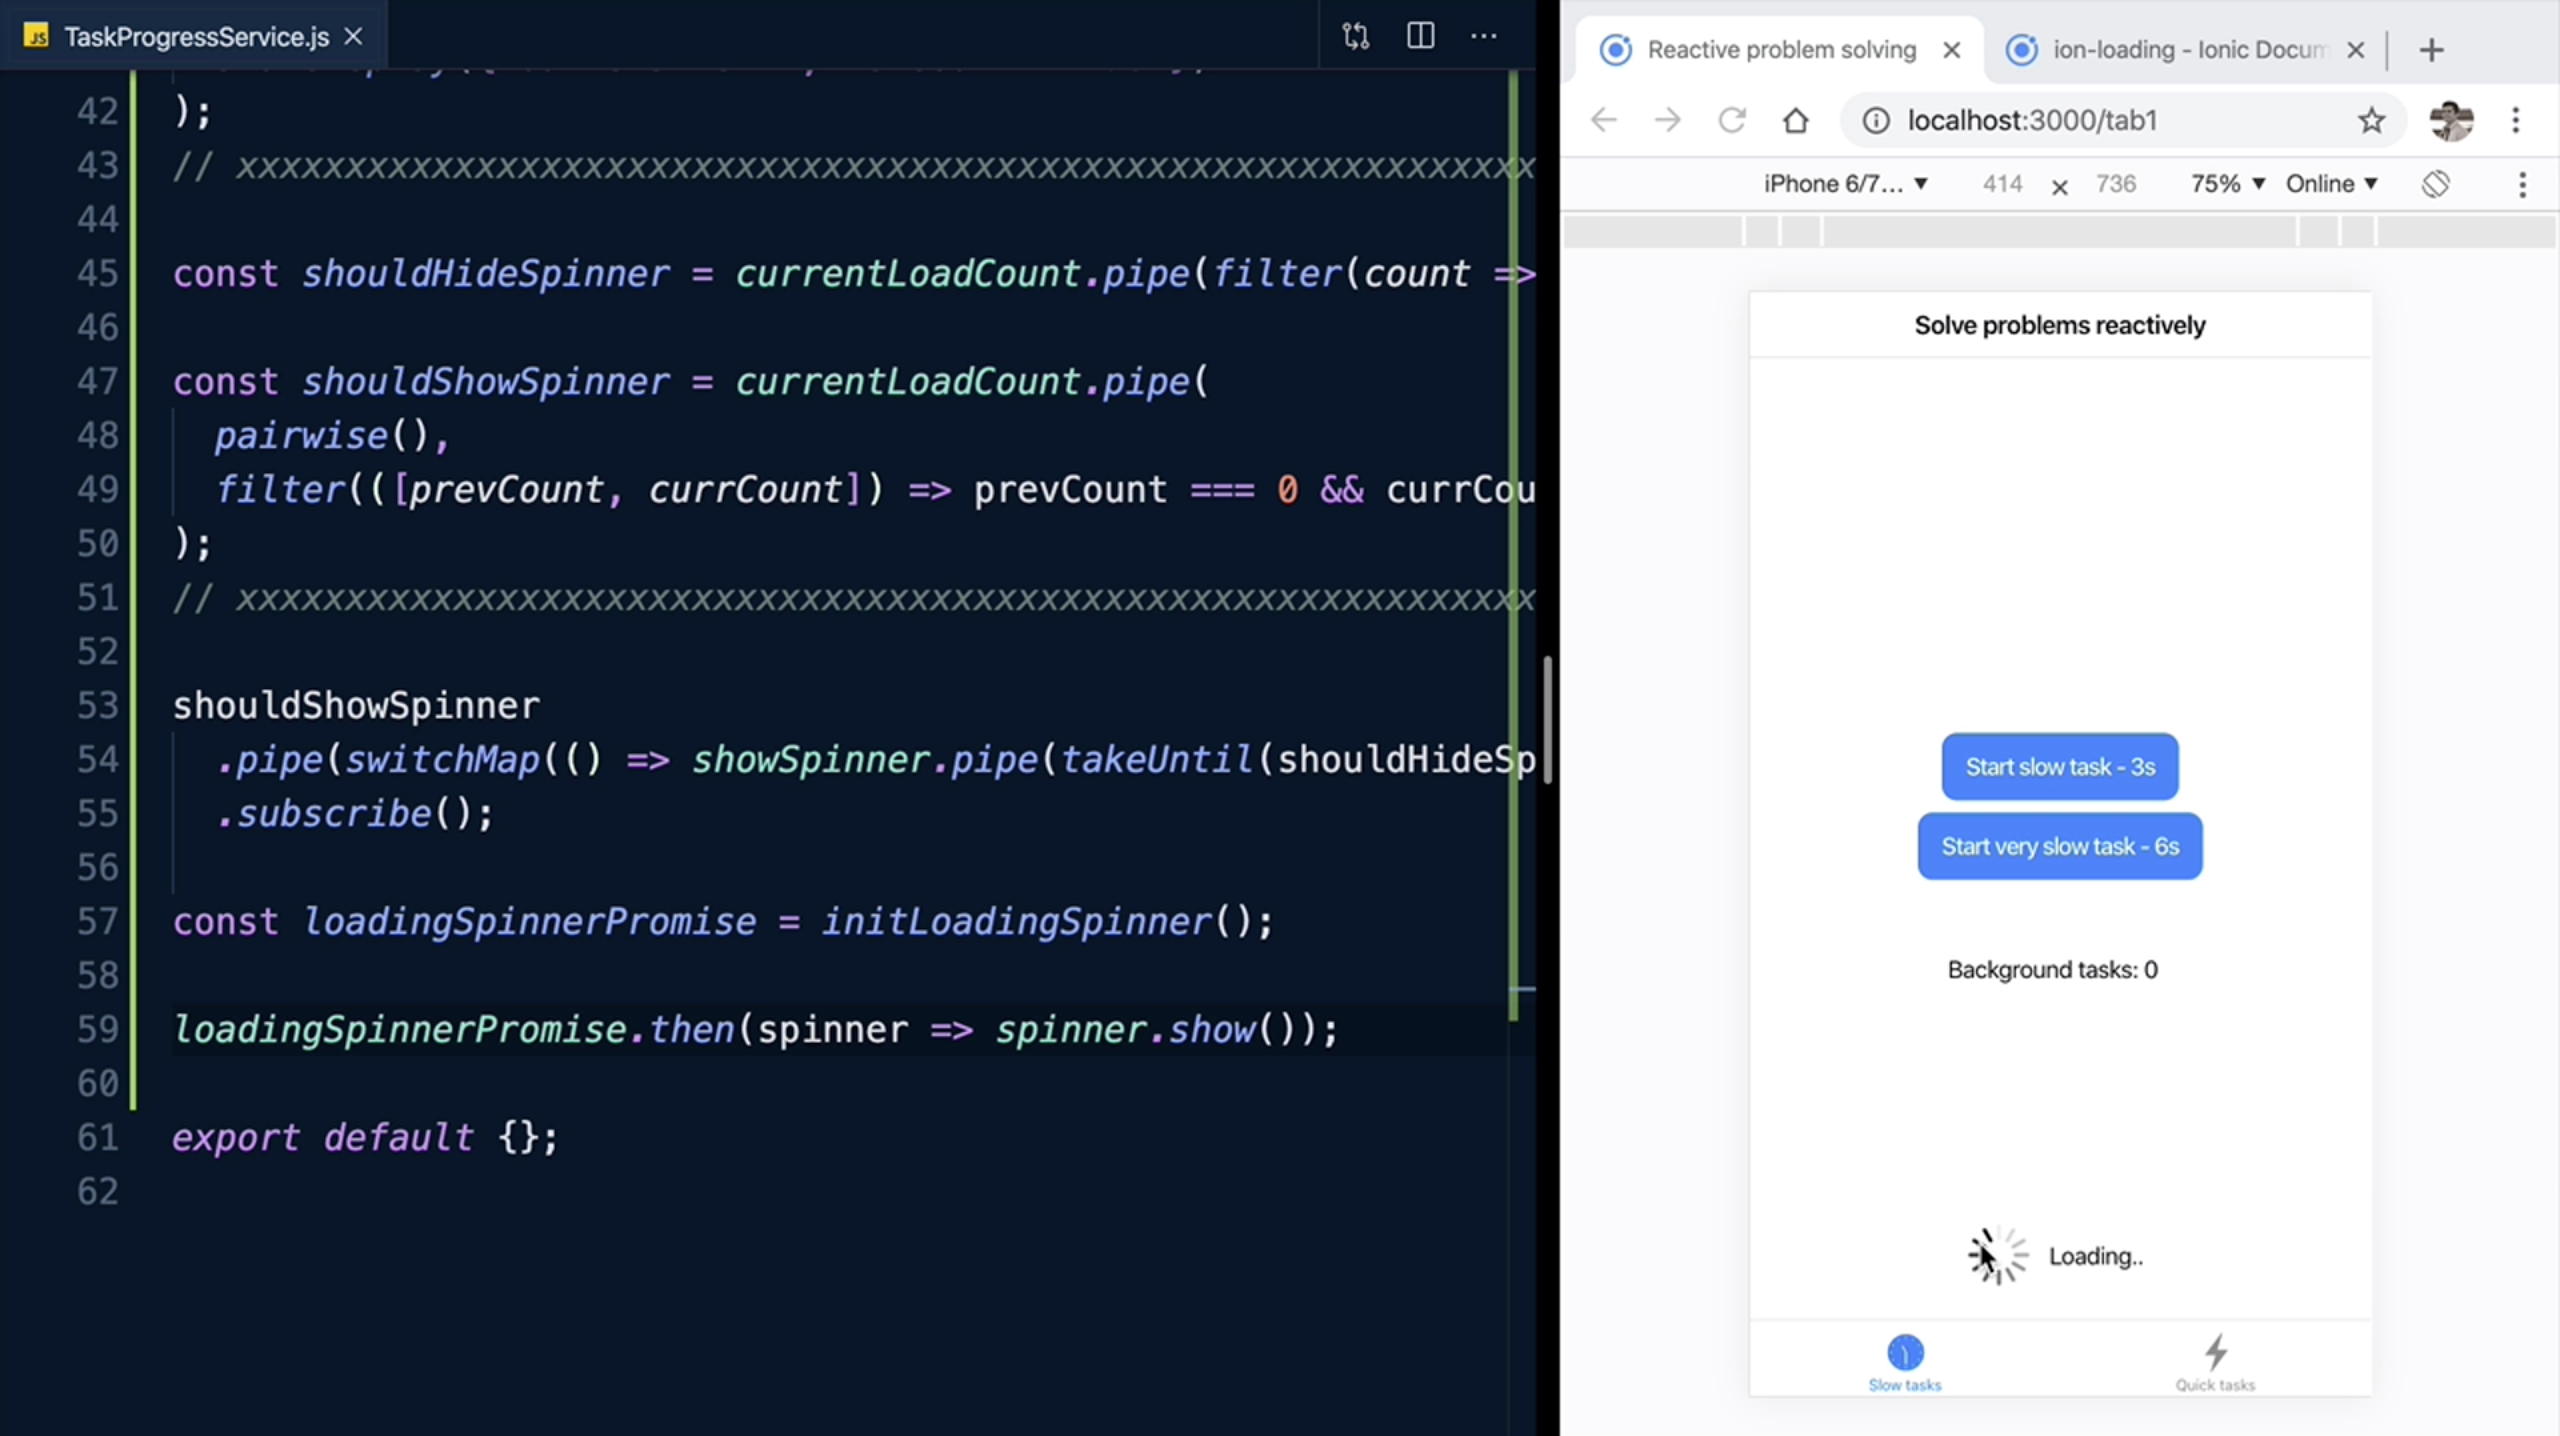 JS TaskProgressService.js
42 );
43 // xxxxxxxxxxxxxxxxxxxxxxxxxxxxxxxxxxxxxxxxxxxxxxxxxxxxxxxxxxxx
44
45 const shouldHideSpinner = currentLoadCount.pipe(filter(count =>
46
47 const shouldShowSpinner = currentLoadCount.pipe(
48 pairwise(),
49 filter(([prevCount, currCount]) => prevCount === 0 && currCou
50 );
51 // xxxxxxxxxxxxxxxxxxxxxxxxxxxxxxxxxxxxxxxxxxxxxxxxxxxxxxxxxxxx
52
53 shouldShowSpinner
54 .pipe(switchMap(() => showSpinner.pipe(takeUntil(shouldHideSp
55 .subscribe();
56
57 const loadingSpinnerPromise = initLoadingSpinner();
58
59 loadingSpinnerPromise.then(spinner => spinner.show());
60
61 export default {};
62
Reactive problem solving
ion-loading - Ionic Docum
localhost:3000/tab1
iPhone 6/7... 414 × 736 75% Online
Solve problems reactively
Start slow task - 3s
Start very slow task - 6s
Background tasks: 0
Loading..
Slow tasks
Quick tasks